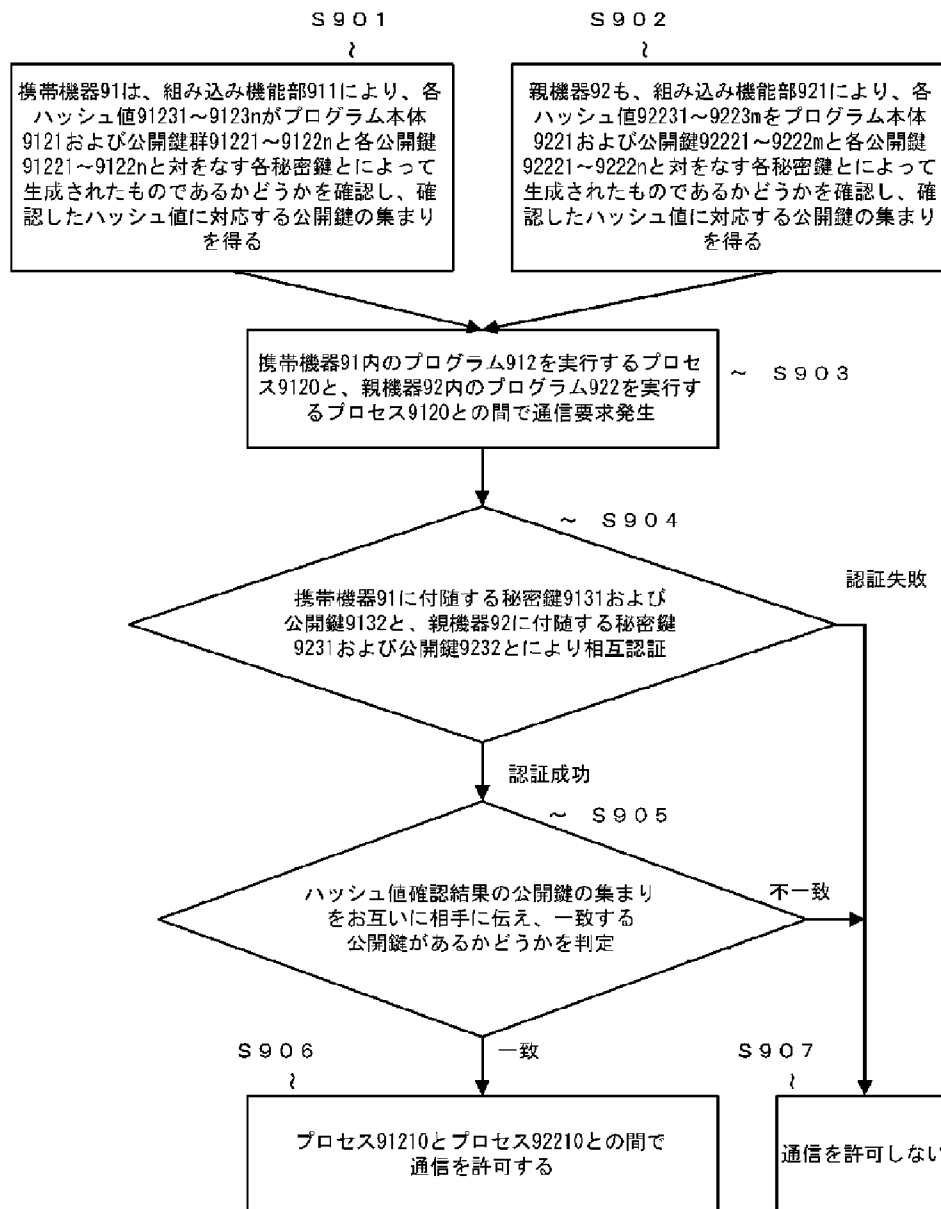 S901
携帯機器91は、組み込み機能部911により、各
ハッシュ値91231~9123nがプログラム本体
9121および公開鍵群91221~9122nと各公開鍵
91221~9122nと対をなす各秘密鍵とによって
生成されたものであるかどうかを確認し、確
認したハッシュ値に対応する公開鍵の集まり
を得る
S902
親機器92も、組み込み機能部921により、各
ハッシュ値92231~9223mをプログラム本体
9221および公開鍵92221~9222mと各公開鍵
92221~9222nと対をなす各秘密鍵とによって
生成されたものであるかどうかを確認し、確
認したハッシュ値に対応する公開鍵の集まり
を得る
携帯機器91内のプログラム912を実行するプロセ
ス9120と、親機器92内のプログラム922を実行す
るプロセス9120との間で通信要求発生
~ S903
~ S904
携帯機器91に付随する秘密鍵9131および
公開鍵9132と、親機器92に付随する秘密鍵
9231および公開鍵9232とにより相互認証
認証失敗
認証成功
~ S905
ハッシュ値確認結果の公開鍵の集まり
をお互いに相手に伝え、一致する
公開鍵があるかどうかを判定
不一致
一致
S906
プロセス91210とプロセス92210との間で
通信を許可する
S907
通信を許可しない